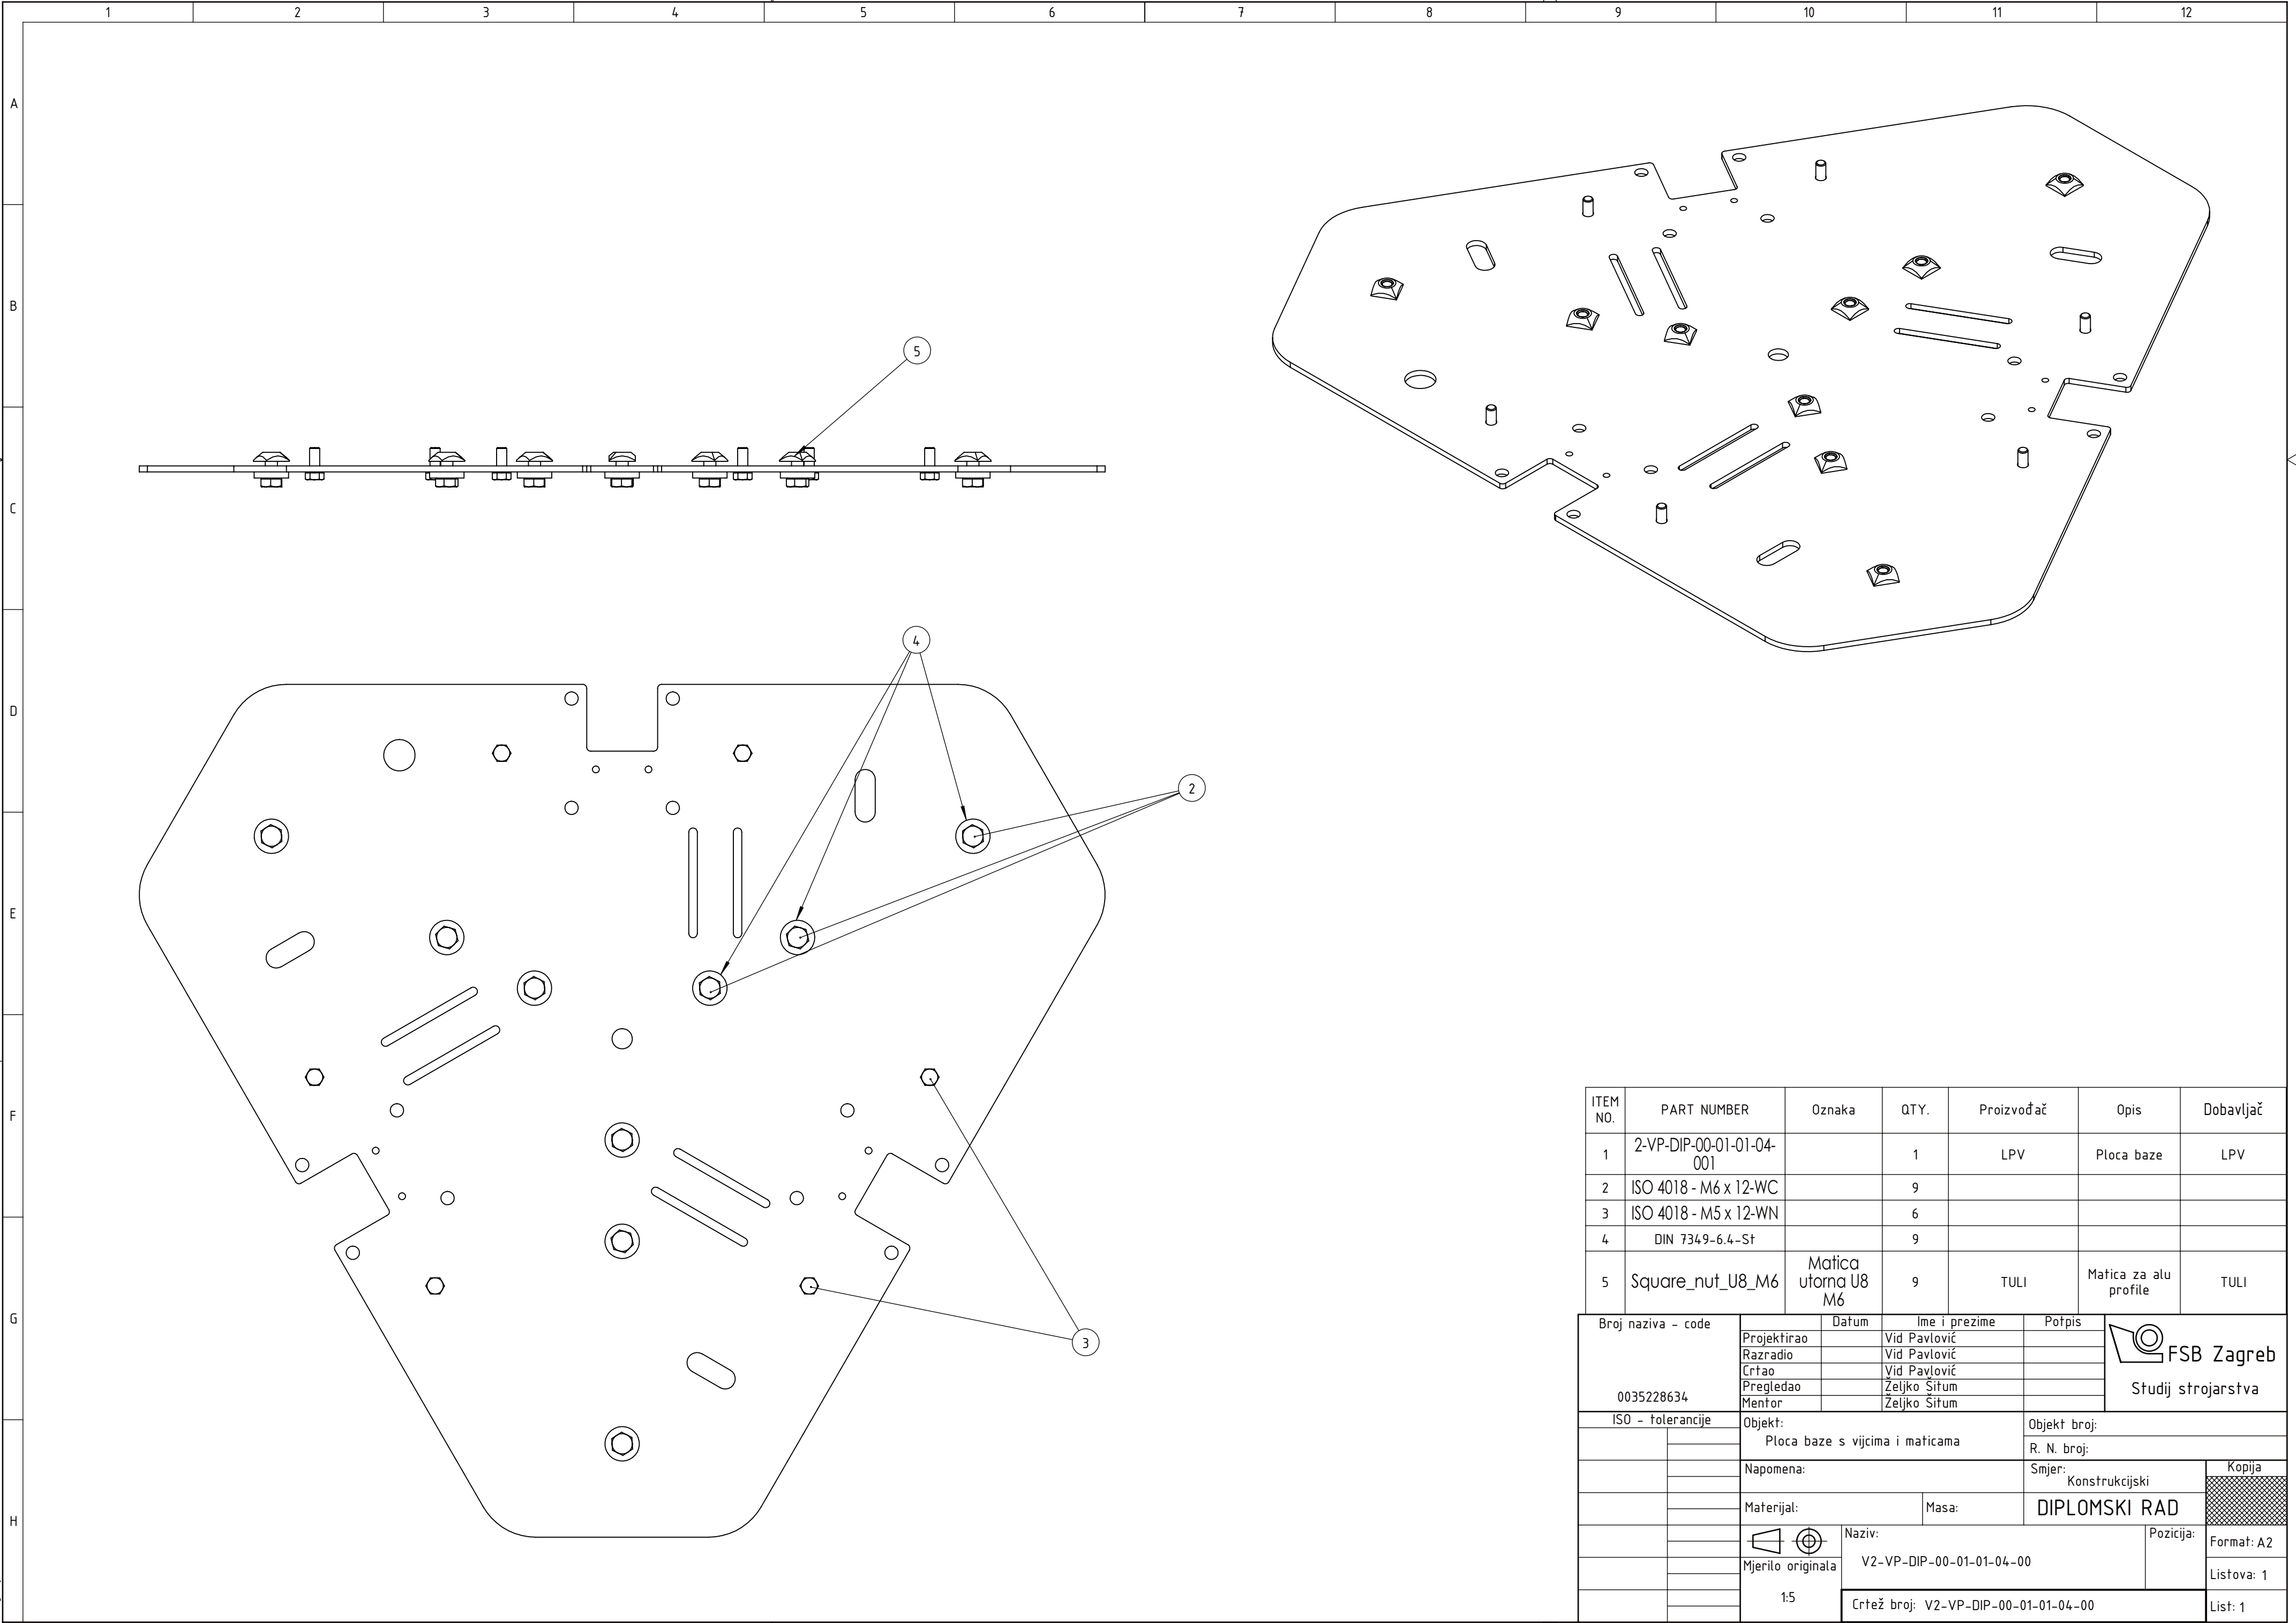 1 2 3 4 5 6 7 8 9 10 11 12
A
B
C
D
E
F
G
H
5
4
2
3
ITEM NO. PART NUMBER Oznaka QTY. Proizvođač Opis Dobavljač
1 2-VP-DIP-00-01-01-04-001 1 LPV Ploca baze LPV
2 ISO 4018 - M6 x 12-WC 9
3 ISO 4018 - M5 x 12-WN 6
4 DIN 7349-6.4-St 9
5 Square_nut_U8_M6 Matica utorna U8 M6 9 TULI Matica za alu profile TULI
Broj naziva - code
0035228634
Datum Ime i prezime Potpis
Projektirao Vid Pavlović
Razradio Vid Pavlović
Crtao Vid Pavlović
Pregledao Željko Šitum
Mentor Željko Šitum
FSB Zagreb
Studij strojarstva
ISO - tolerancije
Objekt:
Ploca baze s vijcima i maticama
Objekt broj:
R. N. broj:
Napomena:
Smjer:
Konstrukcijski
Kopija
Materijal:
Masa:
DIPLOMSKI RAD
Mjerilo originala
1:5
Naziv:
V2-VP-DIP-00-01-01-04-00
Pozicija:
Format: A2
Listova: 1
Crtež broj: V2-VP-DIP-00-01-01-04-00
List: 1